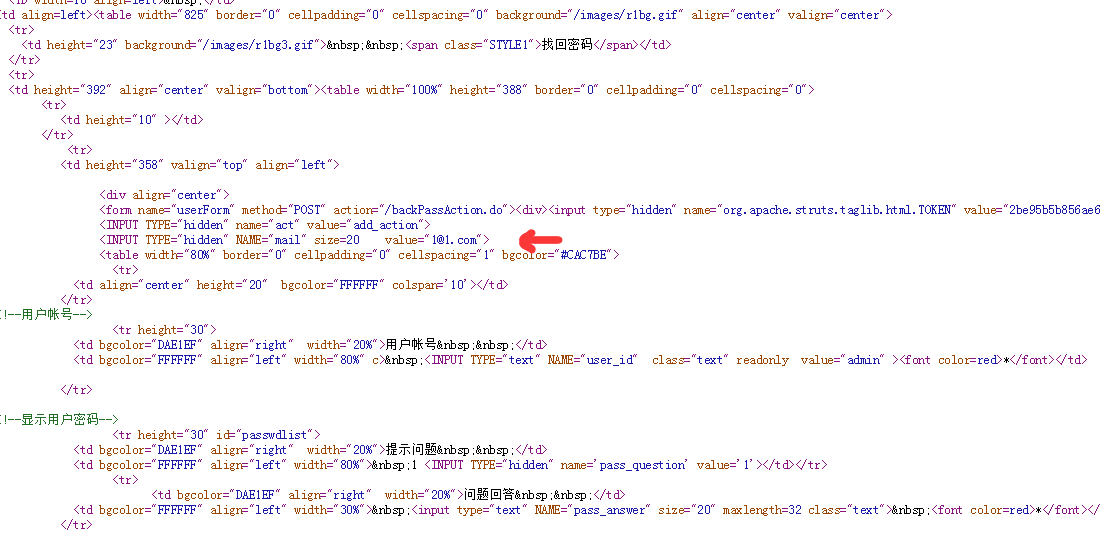 td align=left><table width="825" border="0" cellpadding="0" cellspacing="0" background="/images/r1bg.gif" align="center" valign="center">
<tr>
<td height="23" background="/images/r1bg3.gif">&nbsp;&nbsp;<span class="STYLE1">找回密码</span></td>
</tr>
<tr>
<td height="392" align="center" valign="bottom"><table width="100%" height="388" border="0" cellpadding="0" cellspacing="0">
<tr>
<td height="10" ></td>
</tr>
<tr>
<td height="358" valign="top" align="left">
<div align="center">
<form name="userForm" method="POST" action="/backPassAction.do"><div><input type="hidden" name="org.apache.struts.taglib.html.TOKEN" value="2be95b5b856ae6
<INPUT TYPE="hidden" name="act" value="add_action">
<INPUT TYPE="hidden" NAME="mail" size=20 value="1@1.com">
<table width="80%" border="0" cellpadding="0" cellspacing="1" bgcolor="#CAC7BE">
<tr>
<td align="center" height="20" bgcolor="FFFFFF" colspan='10'></td>
</tr>
!--用户帐号-->
<tr height="30">
<td bgcolor="DAE1EF" align="right" width="20%">用户帐号&nbsp;&nbsp;</td>
<td bgcolor="FFFFFF" align="left" width="80%" c>&nbsp;<INPUT TYPE="text" NAME="user_id" class="text" readonly value="admin" ><font color=red>*</font></td>
</tr>
!--显示用户密码-->
<tr height="30" id="passwdlist">
<td bgcolor="DAE1EF" align="right" width="20%">提示问题&nbsp;&nbsp;</td>
<td bgcolor="FFFFFF" align="left" width="80%">&nbsp;1 <INPUT TYPE="hidden" name='pass_question' value='1'></td></tr>
<tr>
<td bgcolor="DAE1EF" align="right" width="20%">问题回答&nbsp;&nbsp;</td>
<td bgcolor="FFFFFF" align="left" width="30%">&nbsp;<input type="text" NAME="pass_answer" size="20" maxlength=32 class="text">&nbsp;<font color=red>*</font></
</tr>